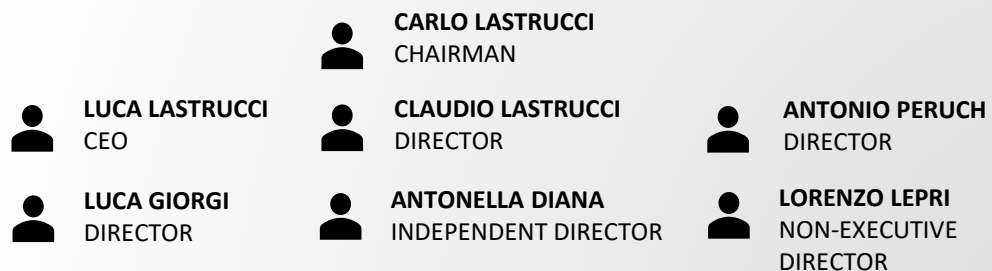 CARLO LASTRUCCI
CHAIRMAN
LUCA LASTRUCCI
CEO
CLAUDIO LASTRUCCI
DIRECTOR
ANTONIO PERUCH
DIRECTOR
LUCA GIORGI
DIRECTOR
ANTONELLA DIANA
INDEPENDENT DIRECTOR
LORENZO LEPRI
NON-EXECUTIVE
DIRECTOR